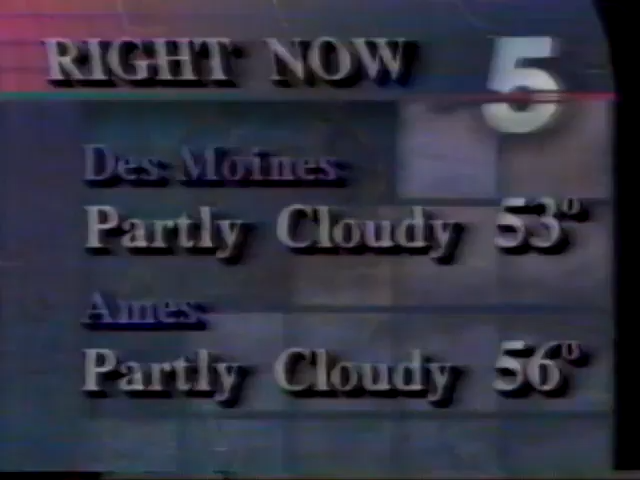 RIGHT NOW 5
Des Moines:
Partly Cloudy 53°
Ames:
Partly Cloudy 56°